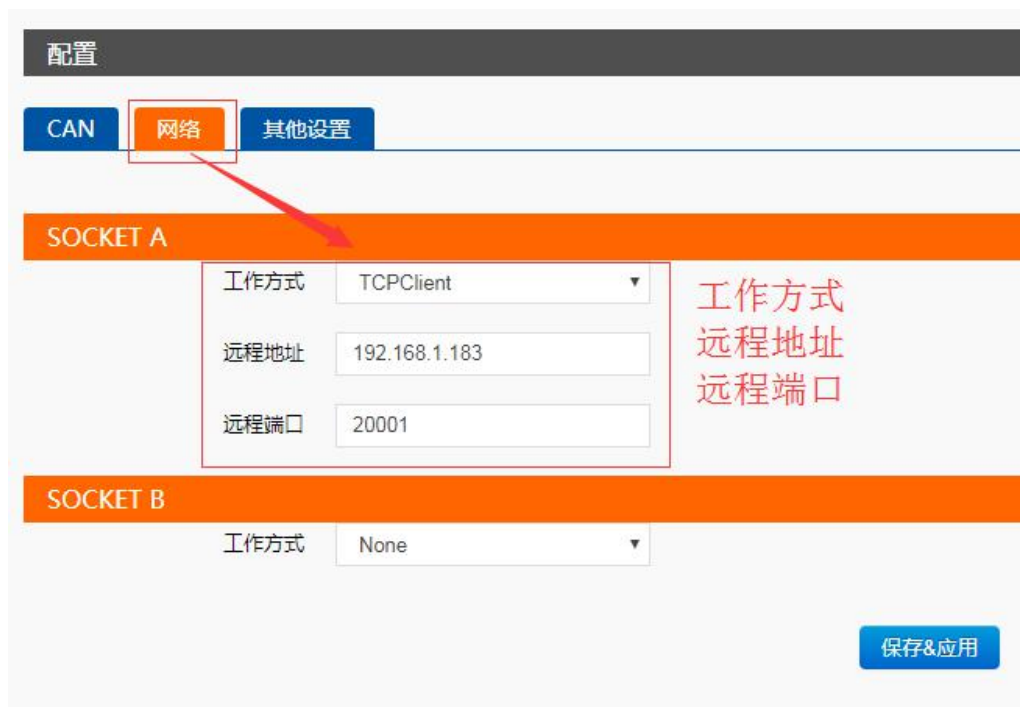 配置
CAN 网络 其他设置
SOCKET A
工作方式 TCPClient
远程地址 192.168.1.183
远程端口 20001
工作方式
远程地址
远程端口
SOCKET B
工作方式 None
保存&应用